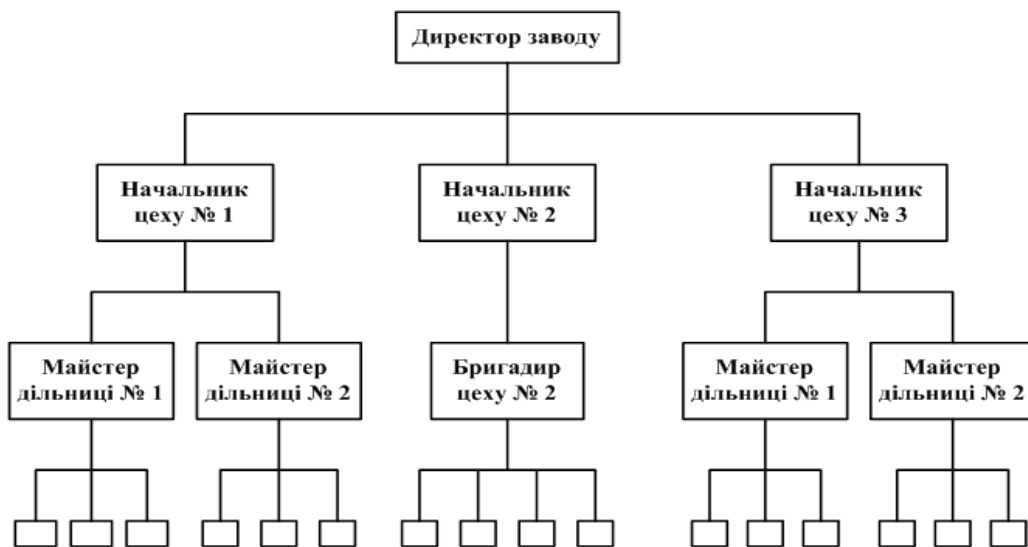 Директор заводу
Начальник
цеху № 1
Начальник
цеху № 2
Начальник
цеху № 3
Майстер
дільниці № 1
Майстер
дільниці № 2
Бригадир
цеху № 2
Майстер
дільниці № 1
Майстер
дільниці № 2